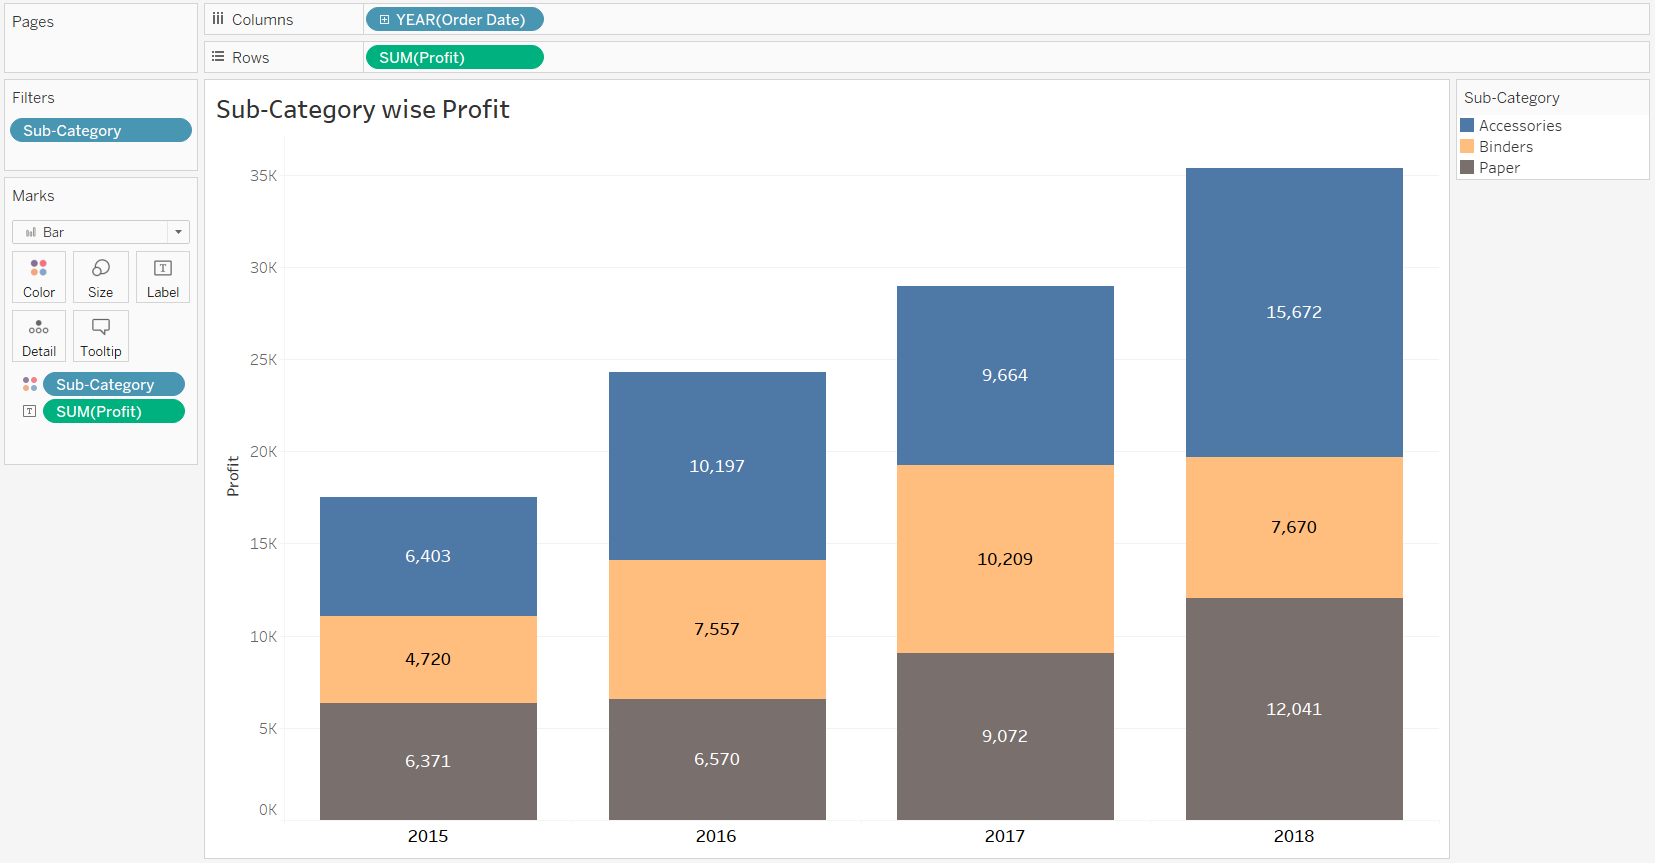 Pages
Columns
YEAR(Order Date)
Rows
SUM(Profit)
Filters
Sub-Category
Marks
Bar
Color
Size
Label
Detail
Tooltip
Sub-Category
SUM(Profit)
Sub-Category wise Profit
Profit
35K
30K
25K
20K
15K
10K
5K
0K
6,403
4,720
6,371
10,197
7,557
6,570
9,664
10,209
9,072
15,672
7,670
12,041
2015
2016
2017
2018
Sub-Category
Accessories
Binders
Paper